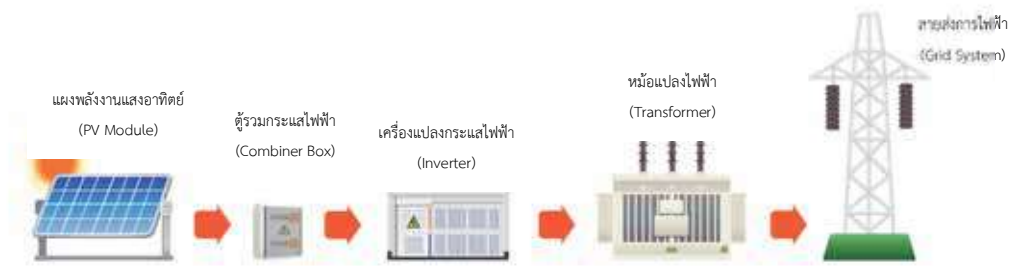 แผงพลังงานแสงอาทิตย์
(PV Module)
ตู้รวมกระแสไฟฟ้า
(Combiner Box)
เครื่องแปลงกระแสไฟฟ้า
(Inverter)
หม้อแปลงไฟฟ้า
(Transformer)
สายส่งการไฟฟ้า
(Grid System)